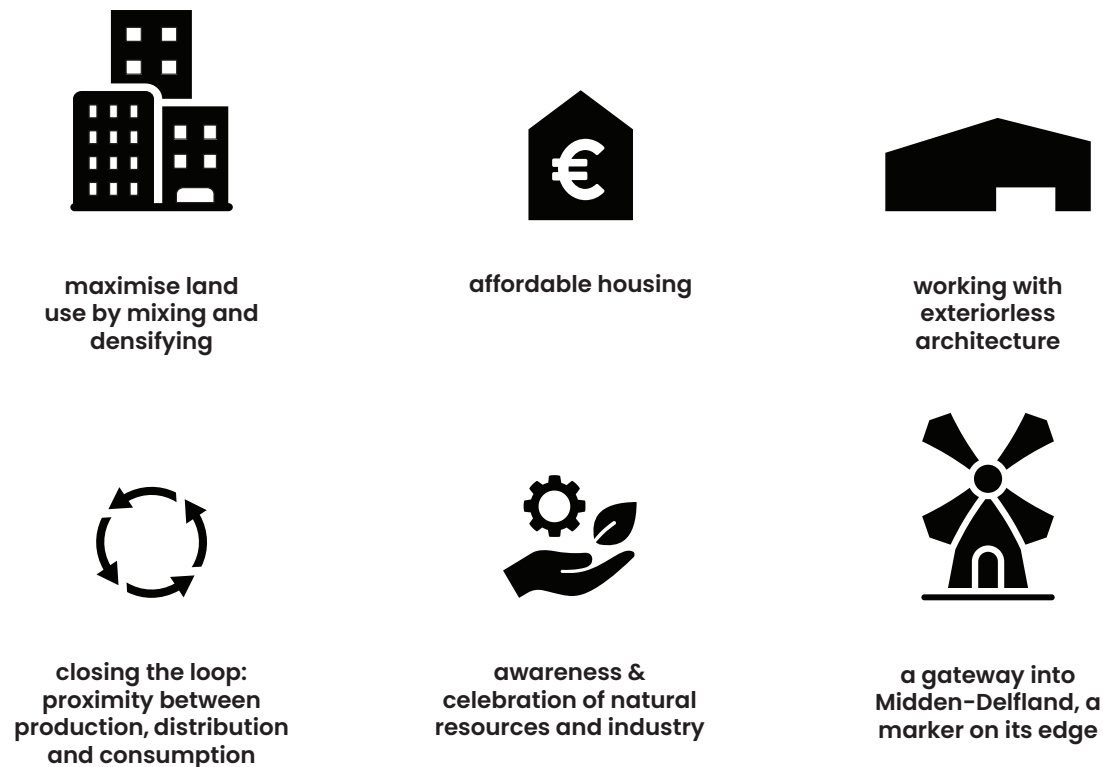 maximise land
use by mixing and
densifying
affordable housing
working with
exteriorless
architecture
closing the loop:
proximity between
production, distribution
and consumption
awareness &
celebration of natural
resources and industry
a gateway into
Midden-Delfland, a
marker on its edge